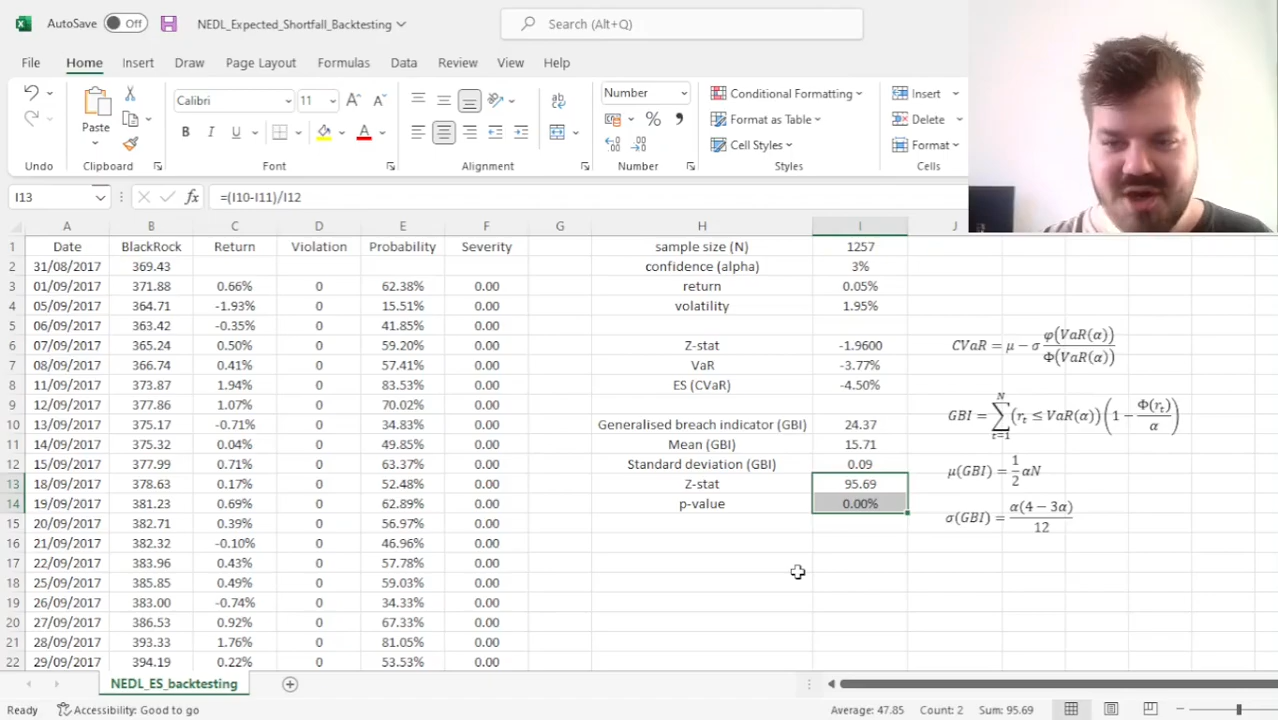 AutoSave Off NEDL_Expected_Shortfall_Backtesting Search (Alt+Q)
File Home Insert Draw Page Layout Formulas Data Review View Help
Calibri 11 Number Conditional Formatting Insert
Paste Format as Table Delete
B I U A % Cell Styles Format
Undo Clipboard Font Alignment Number Styles Cells
I13 fx =(I10-I11)/I12
A B C D E F G H I J
1 Date BlackRock Return Violation Probability Severity sample size (N) 1257
2 31/08/2017 369.43 confidence (alpha) 3%
3 01/09/2017 371.88 0.66% 0 62.38% 0.00 return 0.05%
4 05/09/2017 364.71 -1.93% 0 15.51% 0.00 volatility 1.95%
5 06/09/2017 363.42 -0.35% 0 41.85% 0.00
6 07/09/2017 365.24 0.50% 0 59.20% 0.00 Z-stat -1.9600 CVaR = μ − σ φ(VaR(α)) / Φ(VaR(α))
7 08/09/2017 366.74 0.41% 0 57.41% 0.00 VaR -3.77%
8 11/09/2017 373.87 1.94% 0 83.53% 0.00 ES (CVaR) -4.50%
9 12/09/2017 377.86 1.07% 0 70.02% 0.00
10 13/09/2017 375.17 -0.71% 0 34.83% 0.00 Generalised breach indicator (GBI) 24.37 GBI = ∑ t=1 N (rt ≤ VaR(α)) (1 − Φ(rt) / α)
11 14/09/2017 375.32 0.04% 0 49.85% 0.00 Mean (GBI) 15.71
12 15/09/2017 377.99 0.71% 0 63.37% 0.00 Standard deviation (GBI) 0.09 μ(GBI) = 1/2 αN
13 18/09/2017 378.63 0.17% 0 52.48% 0.00 Z-stat 95.69
14 19/09/2017 381.23 0.69% 0 62.89% 0.00 p-value 0.00% σ(GBI) = α(4 − 3α) / 12
15 20/09/2017 382.71 0.39% 0 56.97% 0.00
16 21/09/2017 382.32 -0.10% 0 46.96% 0.00
17 22/09/2017 383.96 0.43% 0 57.78% 0.00
18 25/09/2017 385.85 0.49% 0 59.03% 0.00
19 26/09/2017 383.00 -0.74% 0 34.33% 0.00
20 27/09/2017 386.53 0.92% 0 67.33% 0.00
21 28/09/2017 393.33 1.76% 0 81.05% 0.00
22 29/09/2017 394.19 0.22% 0 53.53% 0.00
NEDL_ES_backtesting
Ready Accessibility: Good to go Average: 47.85 Count: 2 Sum: 95.69